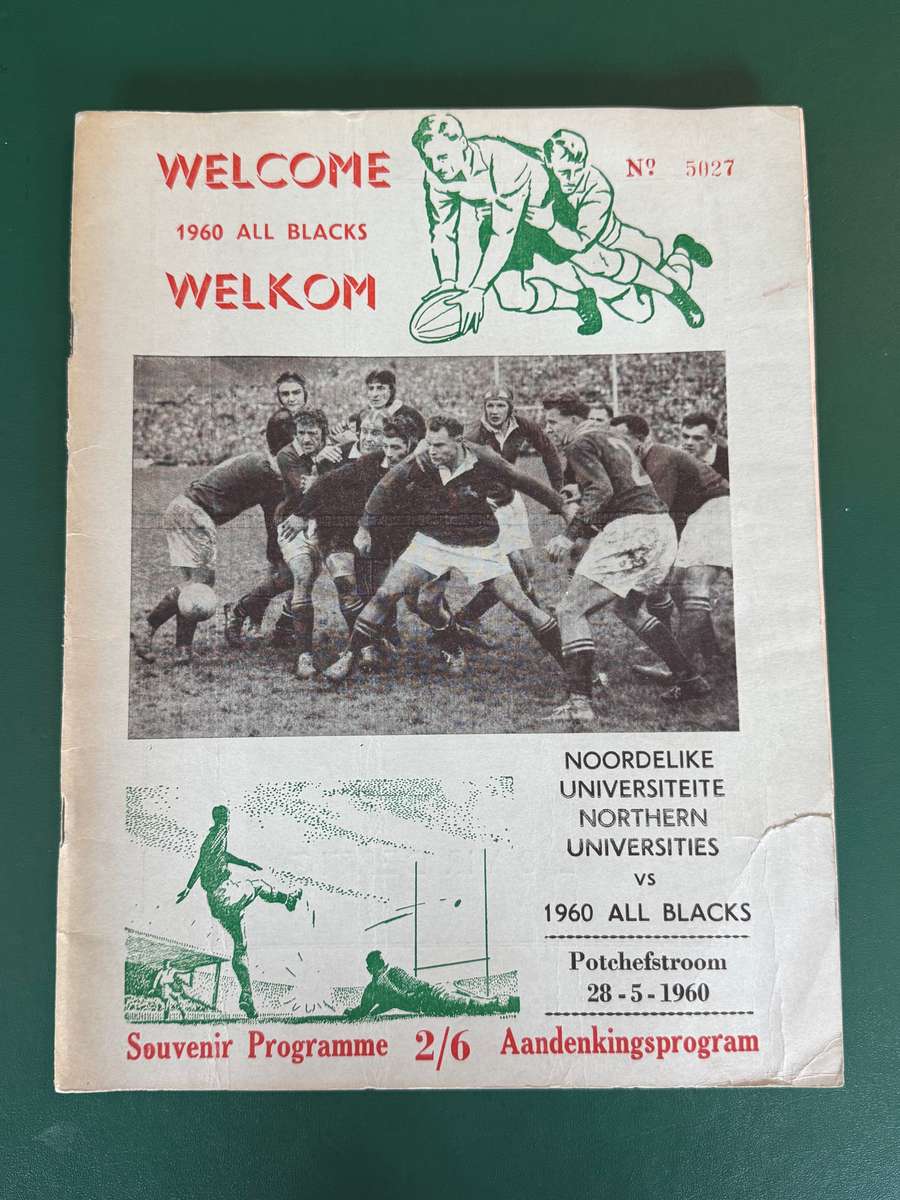 WELCOME
Nº 5027
1960 ALL BLACKS
WELKOM
NOORDELIKE
UNIVERSITEITE
NORTHERN
UNIVERSITIES
VS
1960 ALL BLACKS
Potchefstroom
28-5-1960
Souvenir Programme 2/6 Aandenkingsprogram